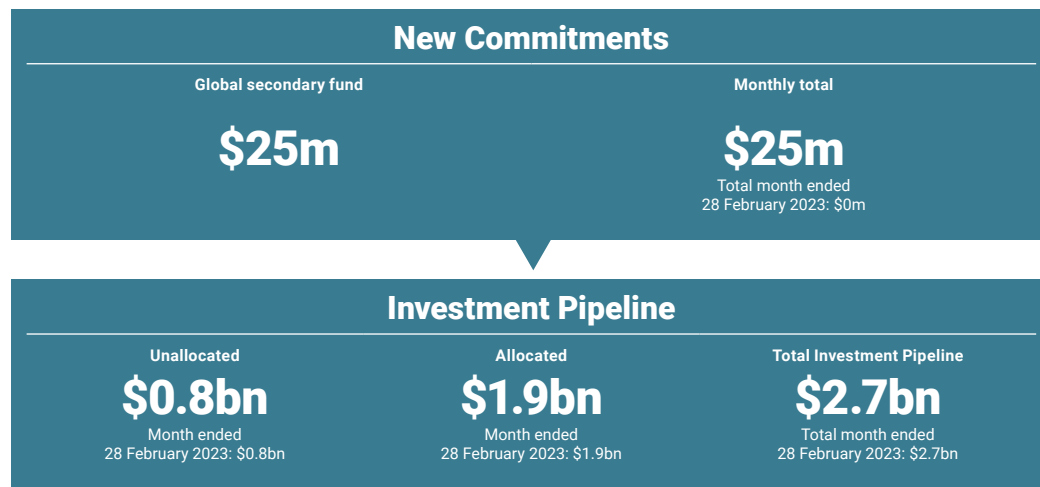 New Commitments
Global secondary fund
Monthly total
$25m
$25m
Total month ended
28 February 2023: $0m
Investment Pipeline
Unallocated
Allocated
Total Investment Pipeline
$0.8bn
$1.9bn
$2.7bn
Month ended
Month ended
Total month ended
28 February 2023: $0.8bn
28 February 2023: $1.9bn
28 February 2023: $2.7bn